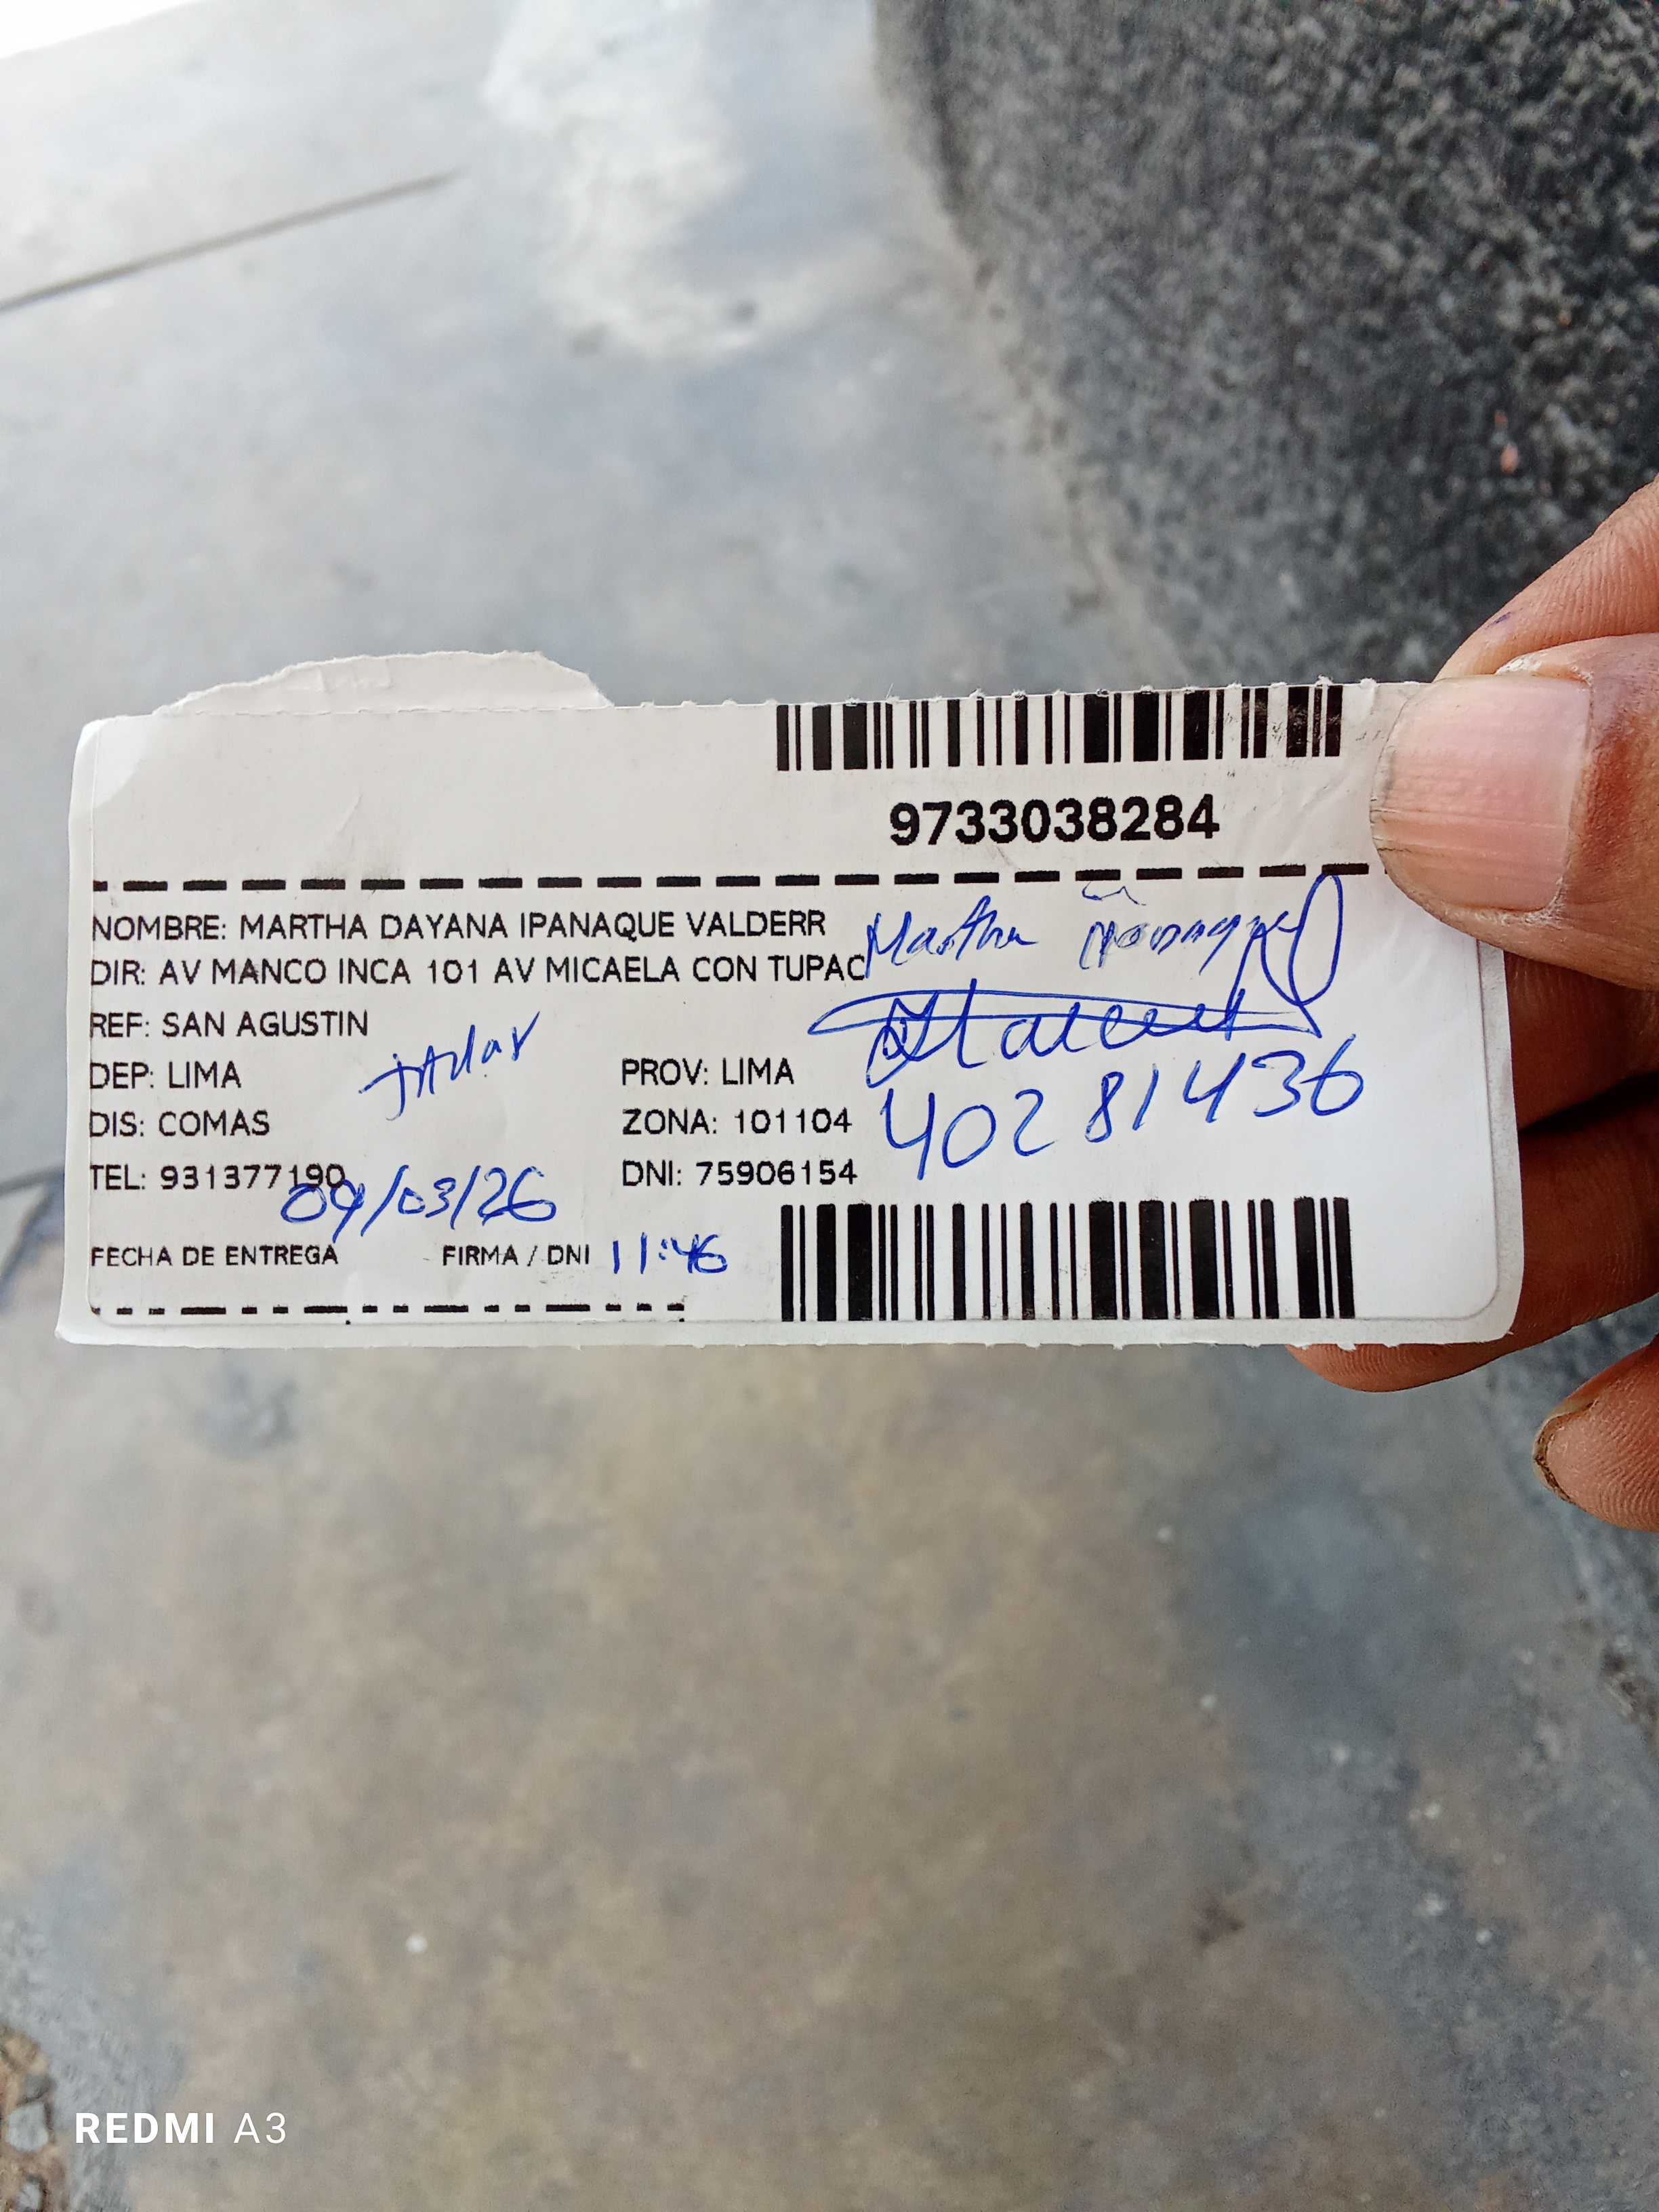 9733038284
NOMBRE: MARTHA DAYANA IPANAQUE VALDERR
Martha
DIR: AV MANCO INCA 101 AV MICAELA CON TUPAC
REF: SAN AGUSTIN
DEP: LIMA PROV: LIMA
40281436
DIS: COMAS ZONA: 101104
TEL: 931377190 DNI: 75906154
09/03/26
FECHA DE ENTREGA FIRMA / DNI 11:46
REDMI A3